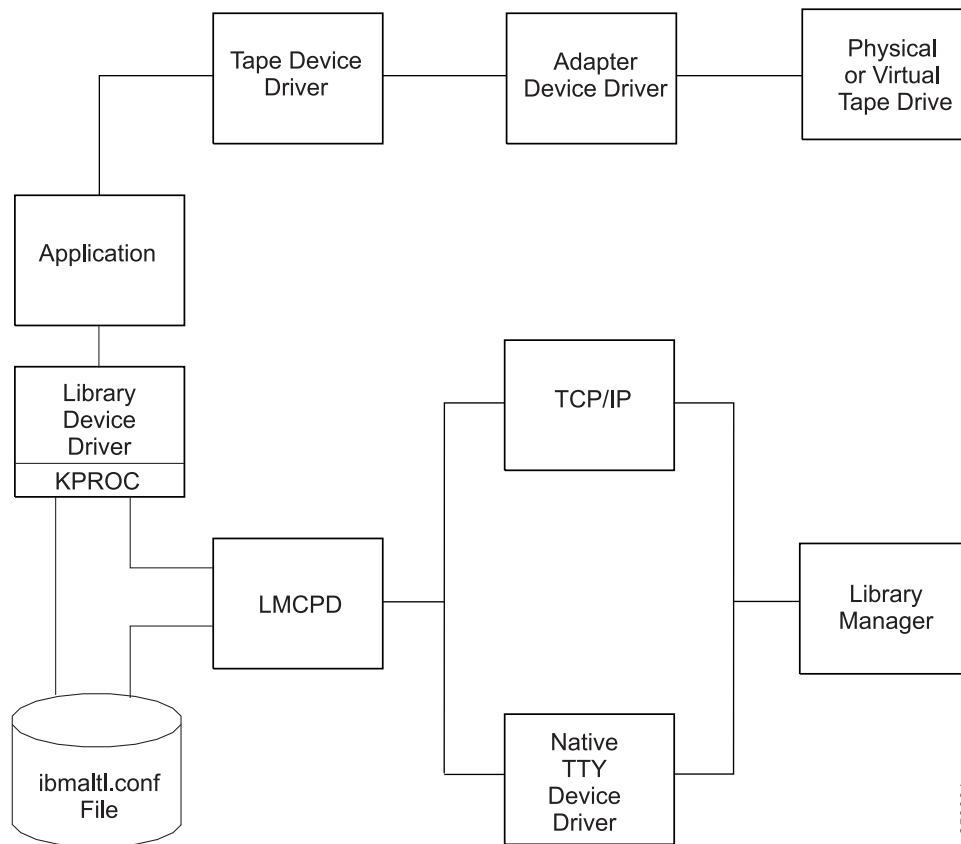 Tape Device
Driver
Adapter
Device Driver
Physical
or Virtual
Tape Drive
Application
Library
Device
Driver
KPROC
TCP/IP
LMCPD
Library
Manager
Native
TTY
Device
Driver
ibmaltl.conf
File